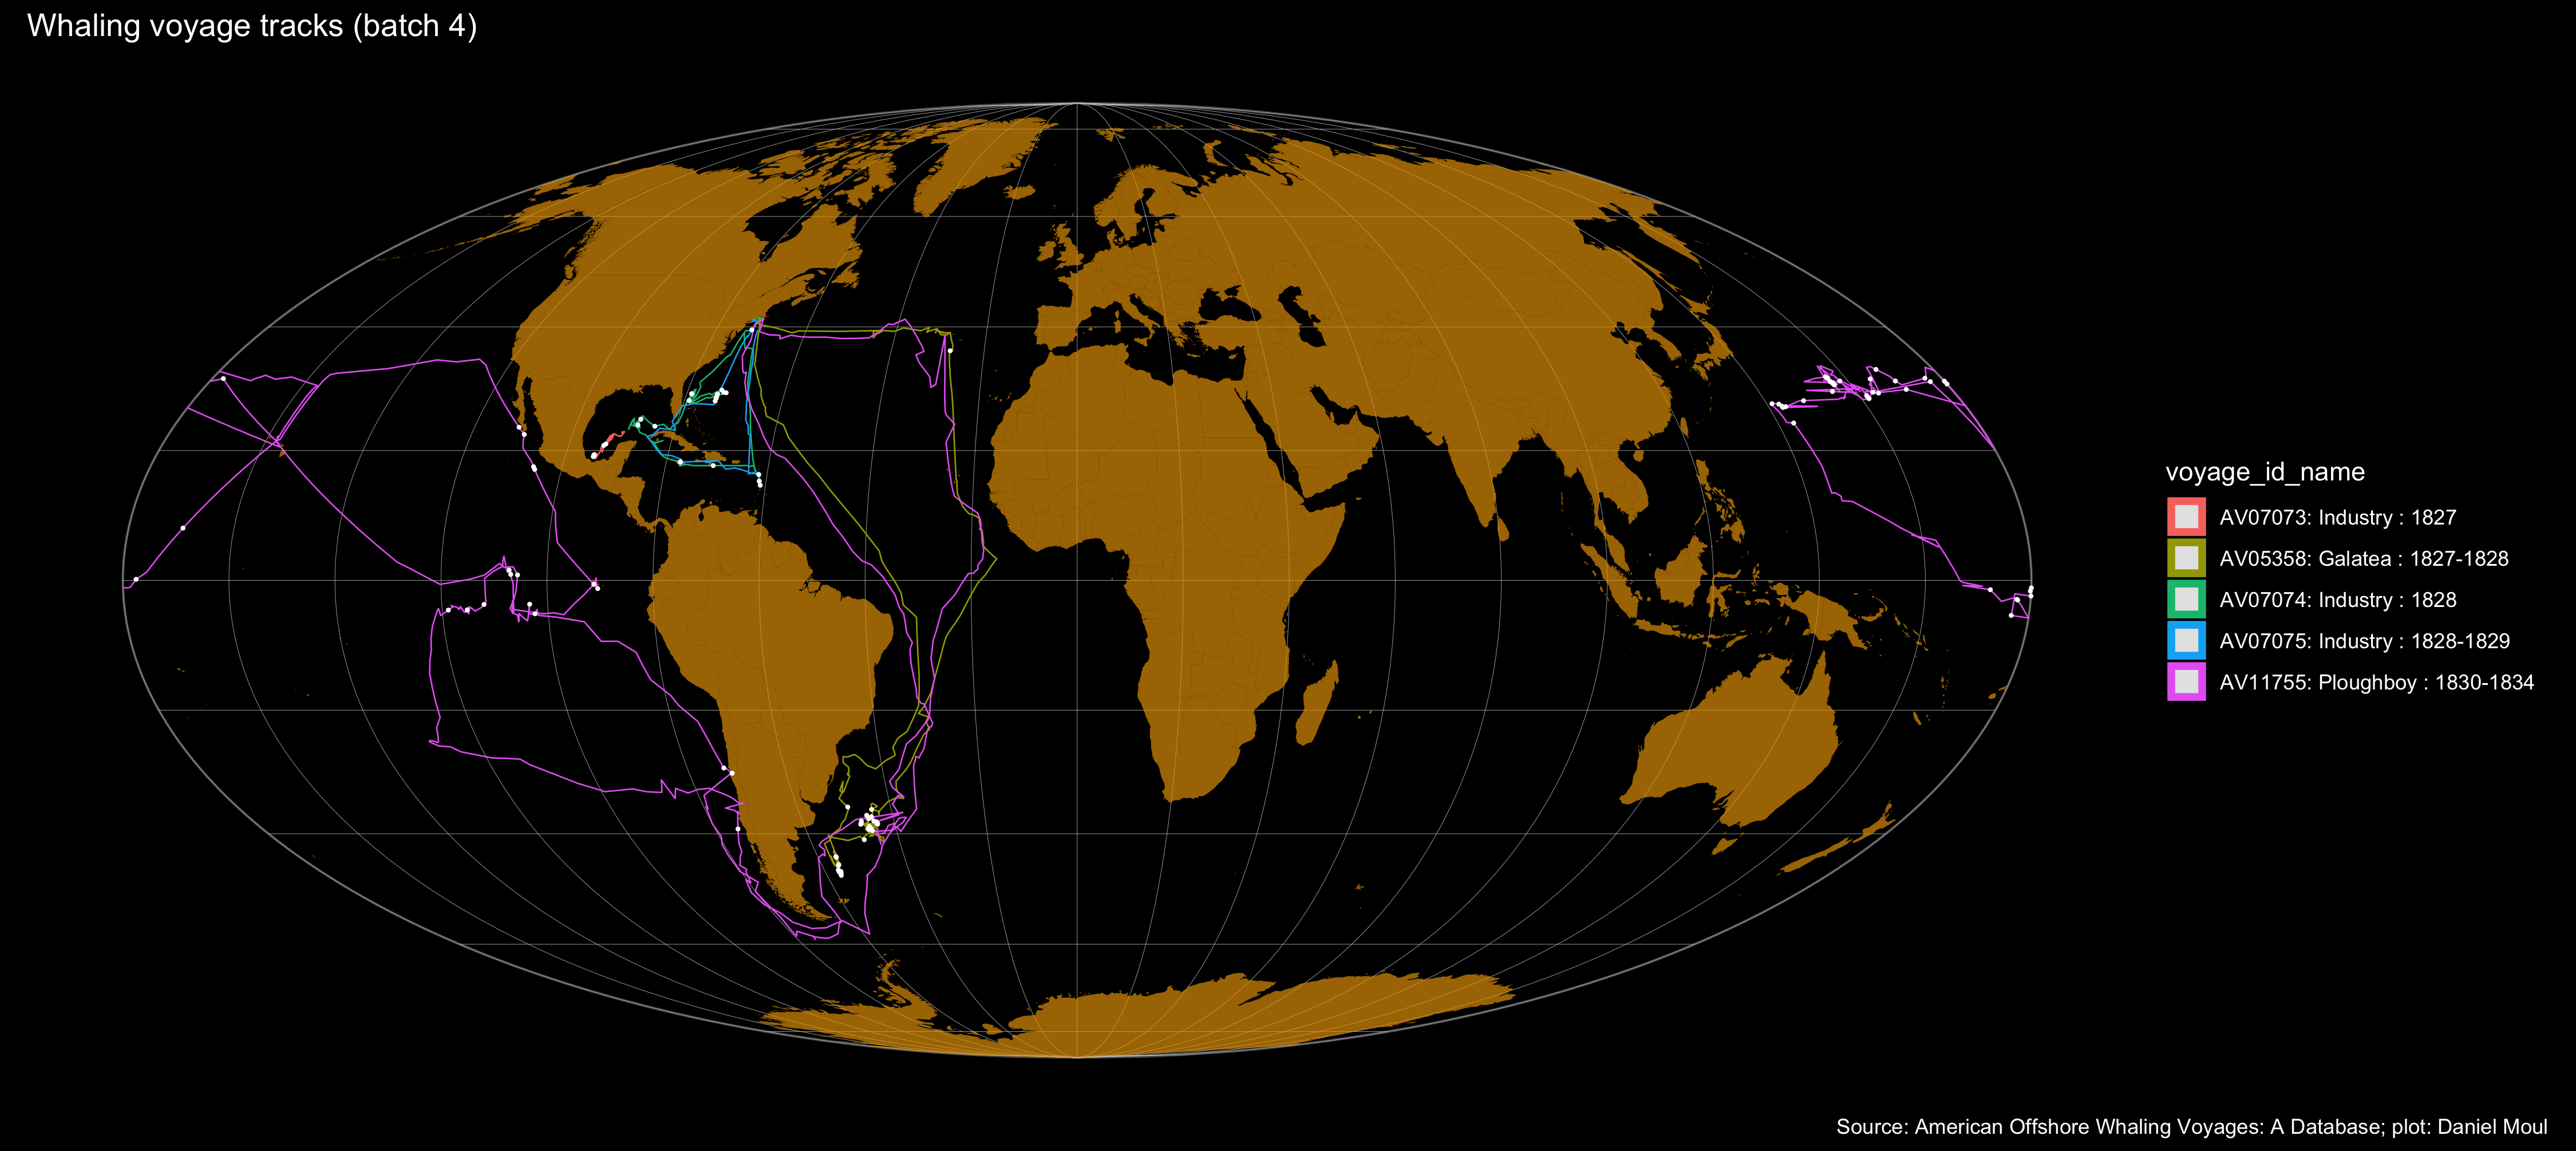 Whaling voyage tracks (batch 4)
voyage_id_name
AV07073: Industry : 1827
AV05358: Galatea : 1827-1828
AV07074: Industry : 1828
AV07075: Industry : 1828-1829
AV11755: Ploughboy : 1830-1834
Source: American Offshore Whaling Voyages: A Database; plot: Daniel Moul